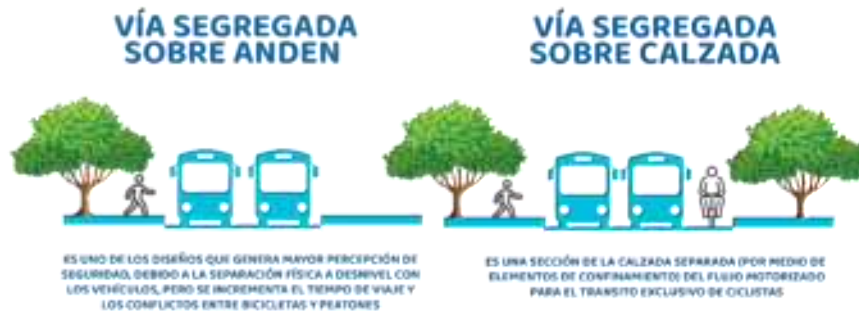 VÍA SEGREGADA
SOBRE ANDEN
ES UNO DE LOS DISEÑOS QUE GENERA MAYOR PERCEPCIÓN DE
SEGURIDAD, DEBIDO A LA SEPARACIÓN FÍSICA A DESNIVEL CON
LOS VEHÍCULOS, PERO SE INCREMENTA EL TIEMPO DE VIAJE Y
LOS CONFLICTOS ENTRE BICICLETAS Y PEATONES
VÍA SEGREGADA
SOBRE CALZADA
ES UNA SECCIÓN DE LA CALZADA SEPARADA (POR MEDIO DE
ELEMENTOS DE CONFINAMIENTO) DEL FLUJO MOTORIZADO
PARA EL TRANSITO EXCLUSIVO DE CICLISTAS